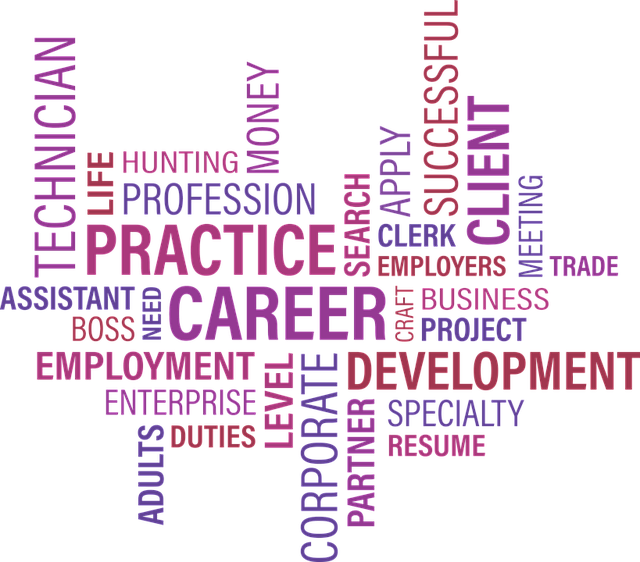 SUCCESSFUL
TECHNICIAN
MONEY
CLIENT
APPLY
LIFE
HUNTING
PROFESSION
SEARCH
MEETING
PRACTICE
CLERK
EMPLOYERS
TRADE
ASSISTANT
NEED
CAREER
CRAFT
BUSINESS
BOSS
PROJECT
EMPLOYMENT
LEVEL
CORPORATE
DEVELOPMENT
ENTERPRISE
PARTNER
SPECIALTY
ADULTS
DUTIES
RESUME